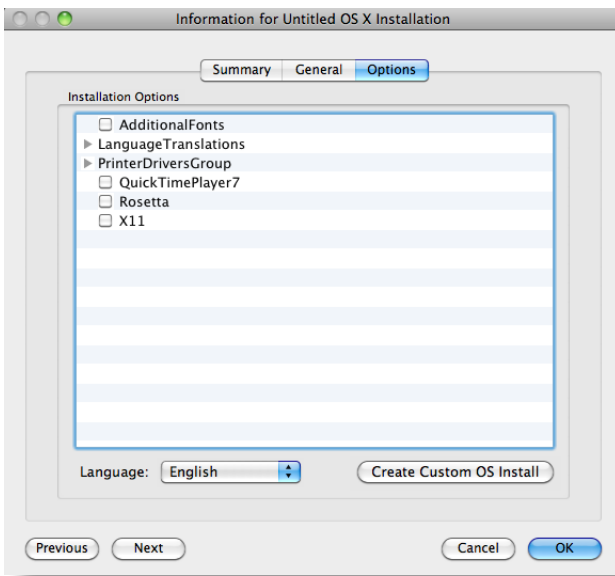 Information for Untitled OS X Installation
Summary General Options
Installation Options
AdditionalFonts
LanguageTranslations
PrinterDriversGroup
QuickTimePlayer7
Rosetta
X11
Language: English Create Custom OS Install
Previous Next Cancel OK